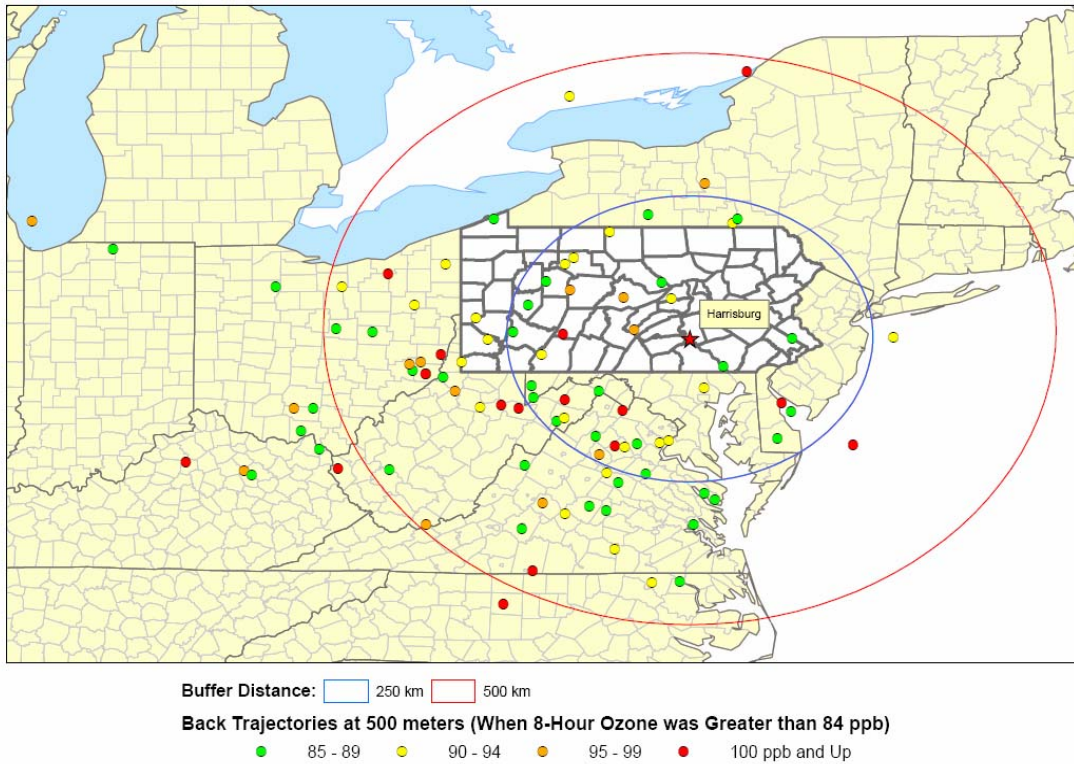 Harrisburg
Buffer Distance: 250 km 500 km
Back Trajectories at 500 meters (When 8-Hour Ozone was Greater than 84 ppb)
85 - 89 90 - 94 95 - 99 100 ppb and Up